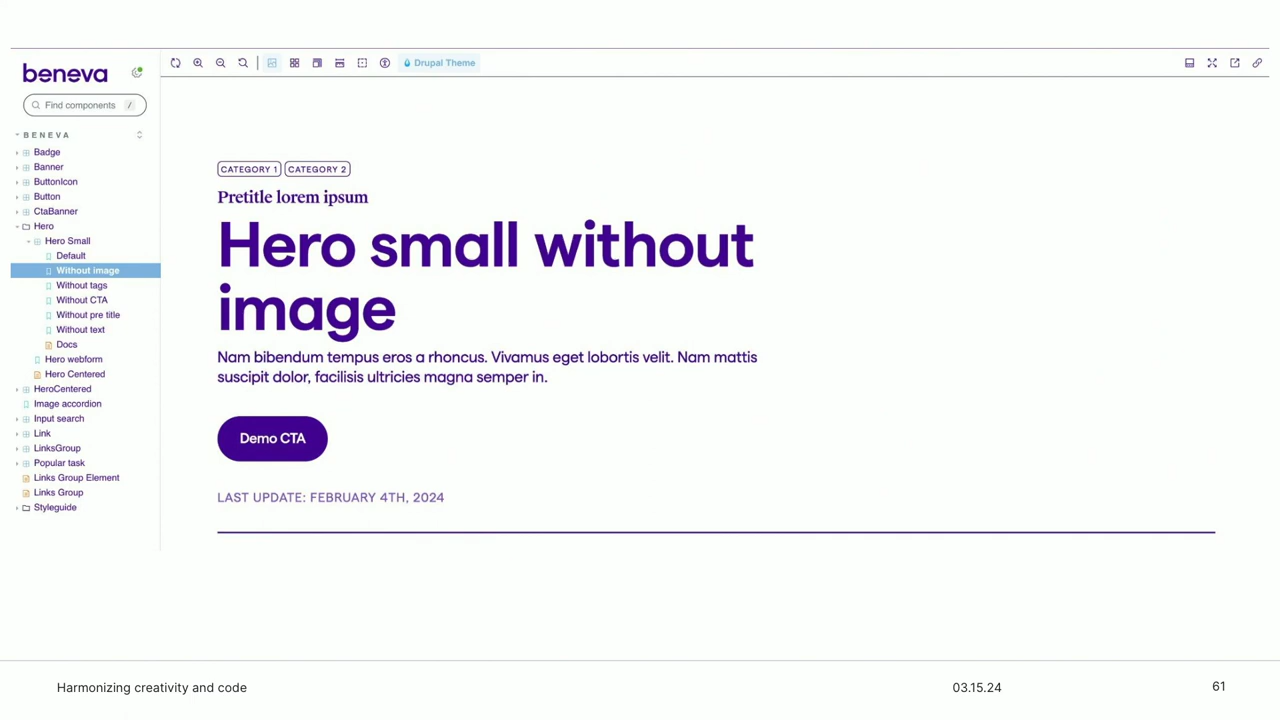 beneva
Find components /
BENEVA
Badge
Banner
ButtonIcon
Button
CtaBanner
Hero
Hero Small
Default
Without image
Without tags
Without CTA
Without pre title
Without text
Docs
Hero webform
Hero Centered
HeroCentered
Image accordion
Input search
Link
LinksGroup
Popular task
Links Group Element
Links Group
Styleguide
Drupal Theme
CATEGORY 1 CATEGORY 2
Pretitle lorem ipsum
Hero small without
image
Nam bibendum tempus eros a rhoncus. Vivamus eget lobortis velit. Nam mattis
suscipit dolor, facilisis ultricies magna semper in.
Demo CTA
LAST UPDATE: FEBRUARY 4TH, 2024
Harmonizing creativity and code
03.15.24
61